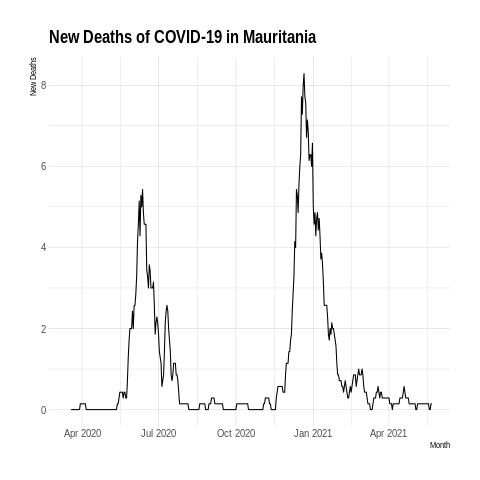 New Deaths of COVID-19 in Mauritania
New Deaths
8
6
4
2
0
Apr 2020 Jul 2020 Oct 2020 Jan 2021 Apr 2021
Month